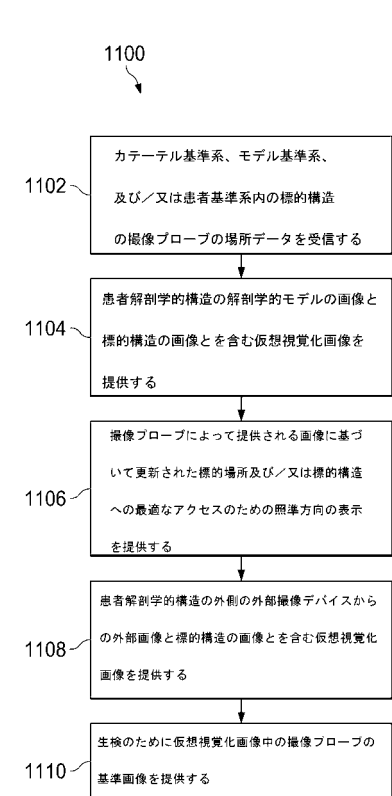 1100
1102
カテーテル基準系、モデル基準系、
及び／又は患者基準系内の標的構造
の撮像プローブの場所データを受信する
1104
患者解剖学的構造の解剖学的モデルの画像と
標的構造の画像とを含む仮想視覚化画像を
提供する
1106
撮像プローブによって提供される画像に基づ
いて更新された標的場所及び／又は標的構造
への最適なアクセスのための照準方向の表示
を提供する
1108
患者解剖学的構造の外側の外部撮像デバイスから
の外部画像と標的構造の画像とを含む仮想視覚化
画像を提供する
1110
生検のために仮想視覚化画像中の撮像プローブの
基準画像を提供する